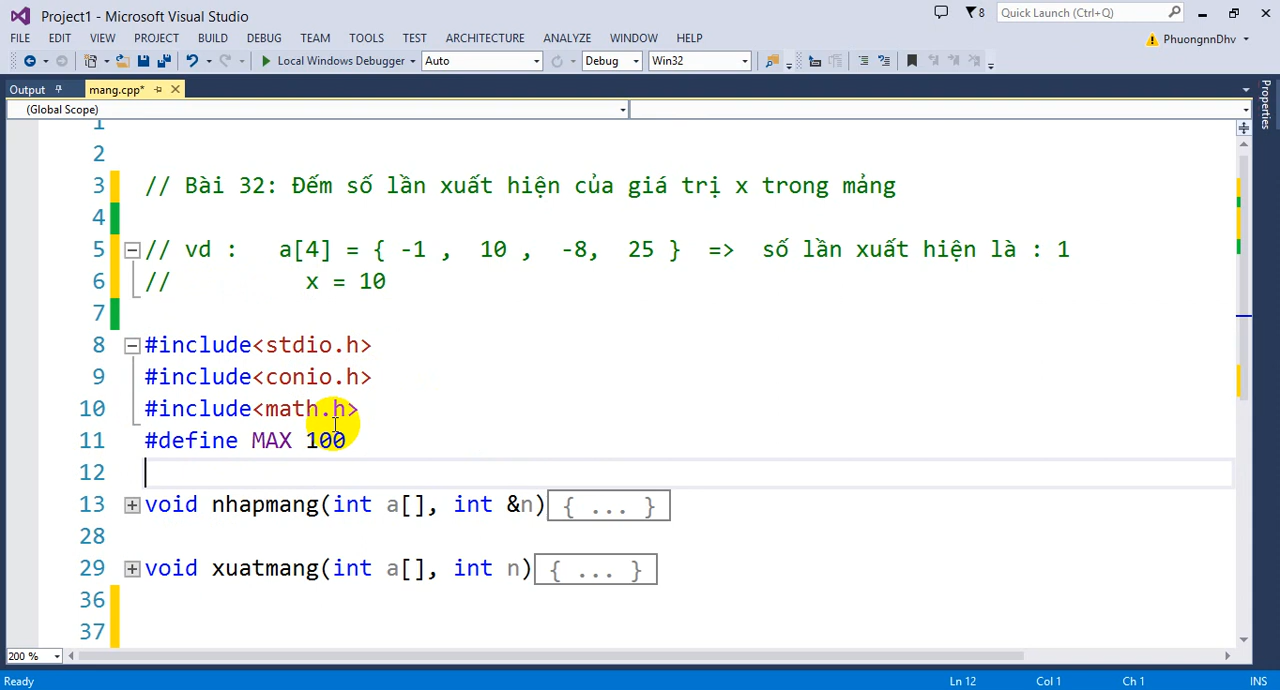 Project1 - Microsoft Visual Studio
8
Quick Launch (Ctrl+Q)
FILE EDIT VIEW PROJECT BUILD DEBUG TEAM TOOLS TEST ARCHITECTURE ANALYZE WINDOW HELP
PhuongnnDhv
Local Windows Debugger Auto Debug Win32
Output mang.cpp*
Properties
(Global Scope)
1
2
3 // Bài 32: Đếm số lần xuất hiện của giá trị x trong mảng
4
5 // vd : a[4] = { -1 , 10 , -8, 25 } => số lần xuất hiện là : 1
6 // x = 10
7
8 #include<stdio.h>
9 #include<conio.h>
10 #include<math.h>
11 #define MAX 100
12
13 void nhapmang(int a[], int &n){ ... }
28
29 void xuatmang(int a[], int n){ ... }
36
37
200 %
Ready Ln 12 Col 1 Ch 1 INS